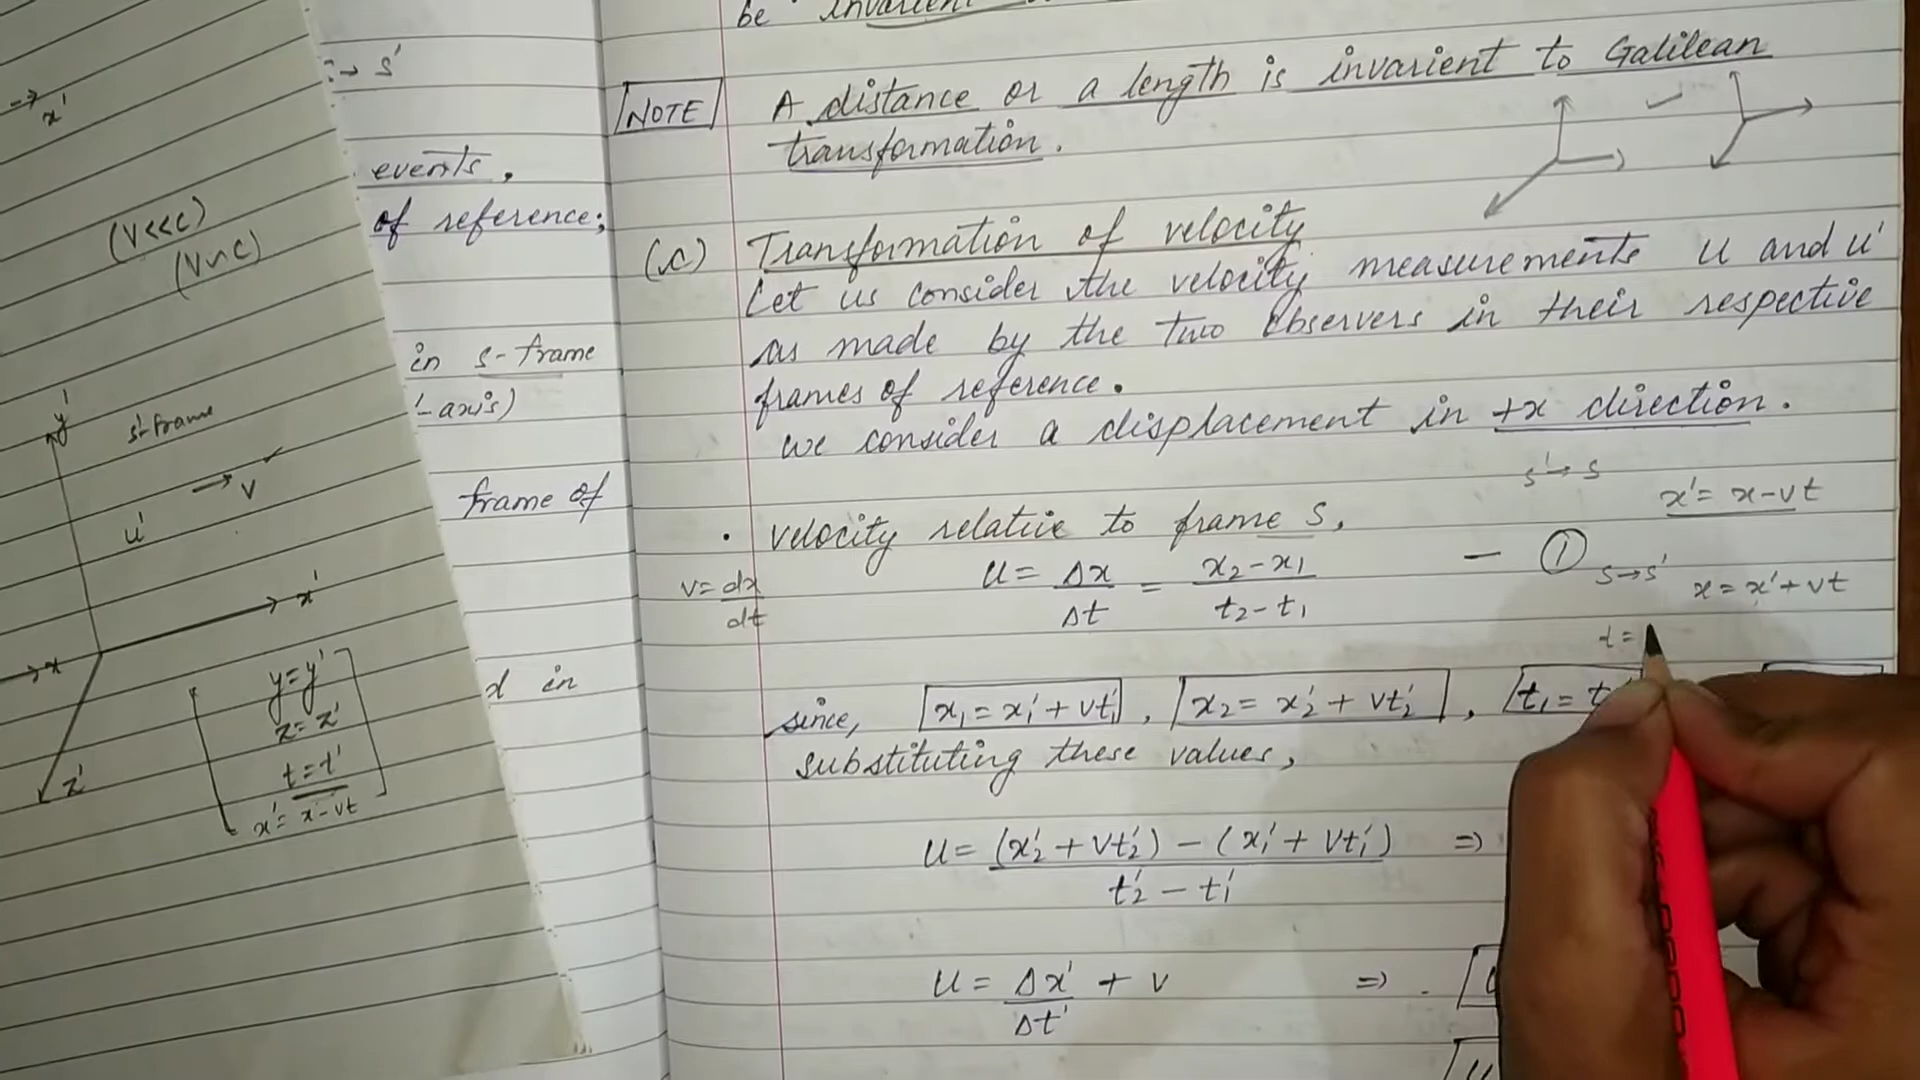 be invarient
x'
→ s'
events,
(V<<c)
(V~c)
of reference;
in s-frame
'-axis)
y'
s'-frame
v
u'
frame of
x'
x
z'
y=y'
z=z'
t=t'
x'=x-vt
d in
NOTE A distance or a length is invarient to Galilean
transformation.
(c) Transformation of velocity
Let us consider the velocity measurements u and u'
as made by the two observers in their respective
frames of reference.
we consider a displacement in +x direction.
s'→s
x'=x-vt
• velocity relative to frame S,
v=dx/dt
u = Δx/Δt = x2-x1/t2-t1 — ①
s→s'
x=x'+vt
t=
since, x1=x1'+vt1', x2=x2'+vt2', t1=t
substituting these values,
u= (x2'+vt2')-(x1'+vt1')/t2'-t1' ⇒
u= Δx'/Δt' + v ⇒